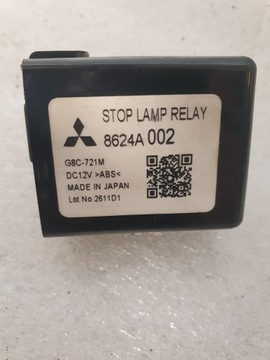 STOP LAMP RELAY
8624A 002
G8C-721M
DC12V >ABS<
MADE IN JAPAN
Lot No.2611D1